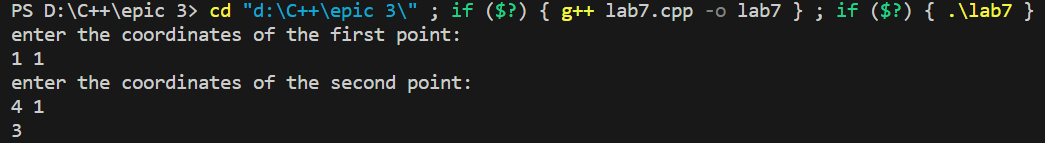 PS D:\C++\epic 3> cd "d:\C++\epic 3\" ; if ($?) { g++ lab7.cpp -o lab7 } ; if ($?) { .\lab7 }
enter the coordinates of the first point:
1 1
enter the coordinates of the second point:
4 1
3